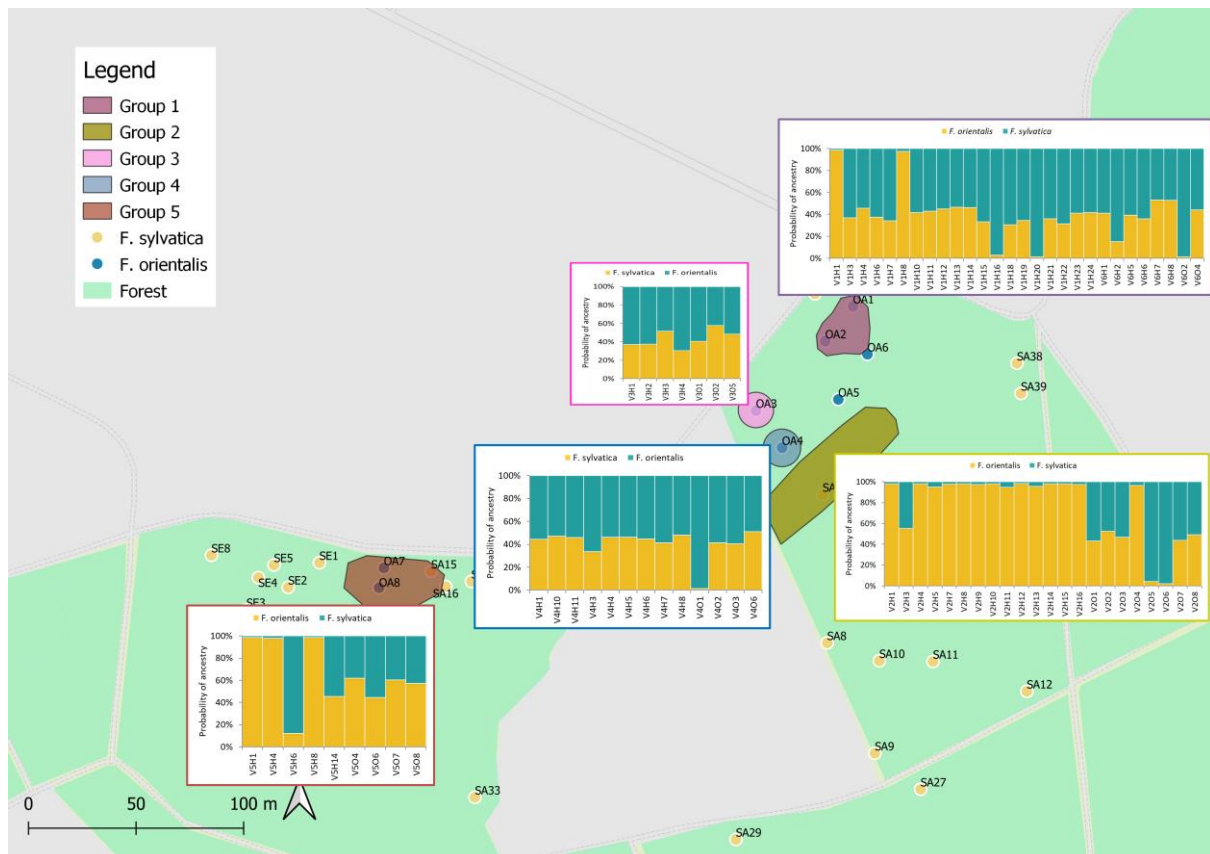 Legend
Group 1
Group 2
Group 3
Group 4
Group 5
F. sylvatica
F. orientalis
Forest
F. orientalis F. sylvatica
Probability of ancestry
100%
80%
60%
40%
20%
0%
V1H1 V1H3 V1H4 V1H6 V1H7 V1H8 V1H10 V1H11 V1H12 V1H13 V1H14 V1H15 V1H16 V1H18 V1H19 V1H20 V1H21 V1H22 V1H23 V1H24 V6H1 V6H2 V6H5 V6H6 V6H7 V6H8 V6O2 V6O4
F. sylvatica F. orientalis
Probability of ancestry
100%
80%
60%
40%
20%
0%
V3H1 V3H2 V3H3 V3H4 V3O1 V3O2 V3O5
OA1
OA2
OA6
SA38
SA39
OA5
OA3
OA4
F. sylvatica F. orientalis
Probability of ancestry
100%
80%
60%
40%
20%
0%
V4H1 V4H10 V4H11 V4H3 V4H4 V4H5 V4H6 V4H7 V4H8 V4O1 V4O2 V4O3 V4O6
F. orientalis F. sylvatica
Probability of ancestry
100%
80%
60%
40%
20%
0%
V2H1 V2H3 V2H4 V2H5 V2H7 V2H8 V2H9 V2H10 V2H11 V2H12 V2H13 V2H14 V2H15 V2H16 V2O1 V2O2 V2O3 V2O4 V2O5 V2O6 V2O7 V2O8
SE8
SE5
SE1
SE4
SE2
SE3
OA7
OA8
SA15
SA16
F. orientalis F. sylvatica
Probability of ancestry
100%
80%
60%
40%
20%
0%
V5H1 V5H4 V5H6 V5H8 V5H14 V5O4 V5O6 V5O7 V5O8
SA8
SA10
SA11
SA12
SA9
SA27
SA33
SA29
0 50 100 m